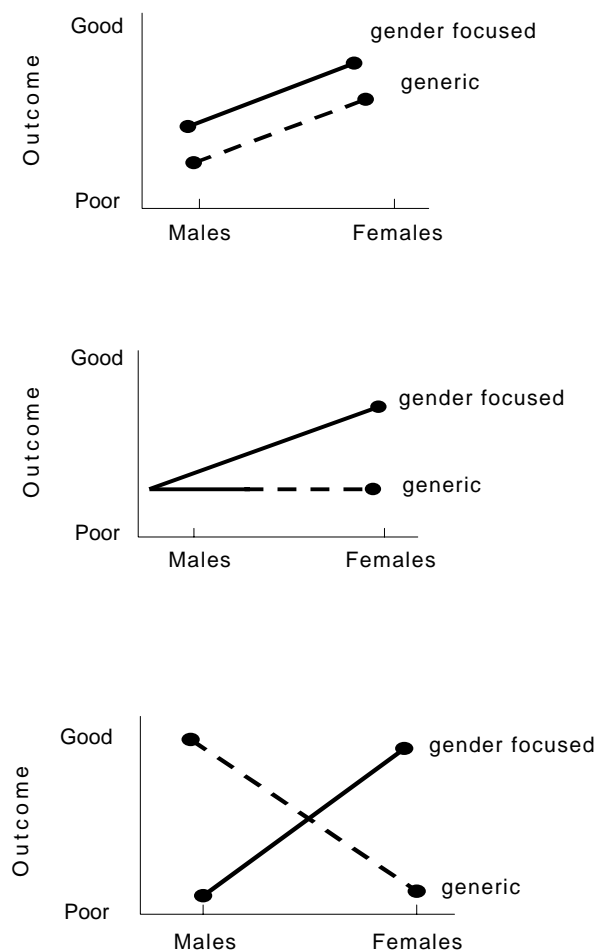 Good
gender focused
generic
Outcome
Poor
Males Females
Good
gender focused
generic
Outcome
Poor
Males Females
Good
gender focused
generic
Outcome
Poor
Males Females